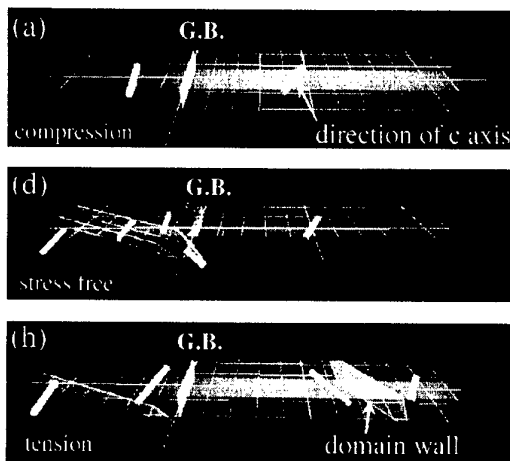 (a) G.B.
compression
direction of c axis
(d) G.B.
stress free
(h) G.B.
tension
domain wall